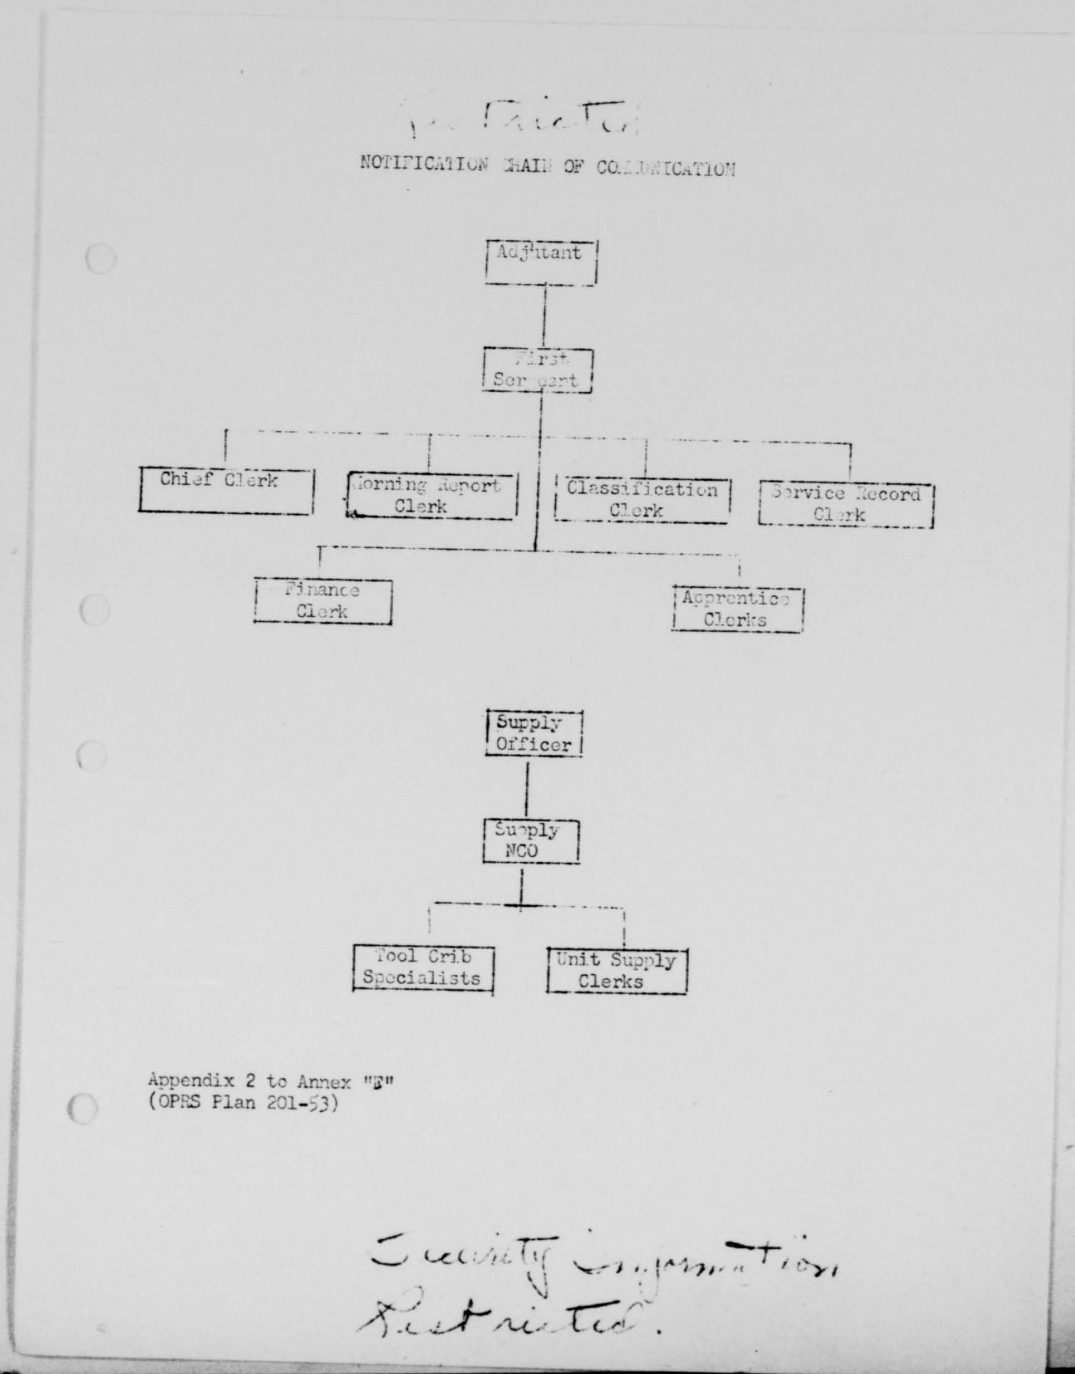 Restricted
NOTIFICATION CHAIN OF COMMUNICATION
Adjutant
First
Sergeant
Chief Clerk
Morning Report
Clerk
Classification
Clerk
Service Record
Clerk
Finance
Clerk
Apprentice
Clerks
Supply
Officer
Supply
NCO
Tool Crib
Specialists
Unit Supply
Clerks
Appendix 2 to Annex "E"
(OPRS Plan 201-53)
Security Information
Restricted.